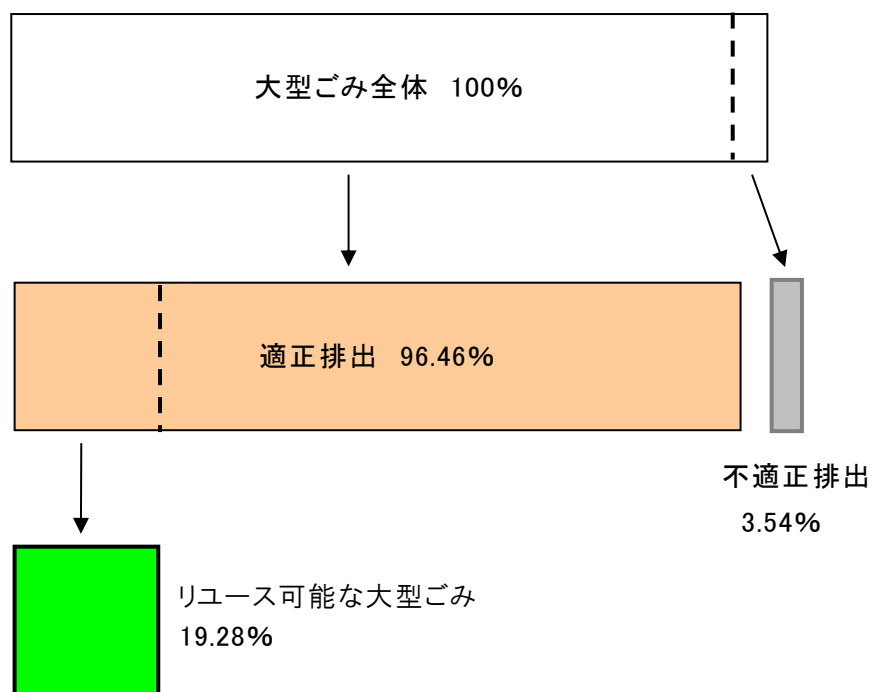 大型ごみ全体 100%
適正排出 96.46%
不適正排出
3.54%
リユース可能な大型ごみ
19.28%